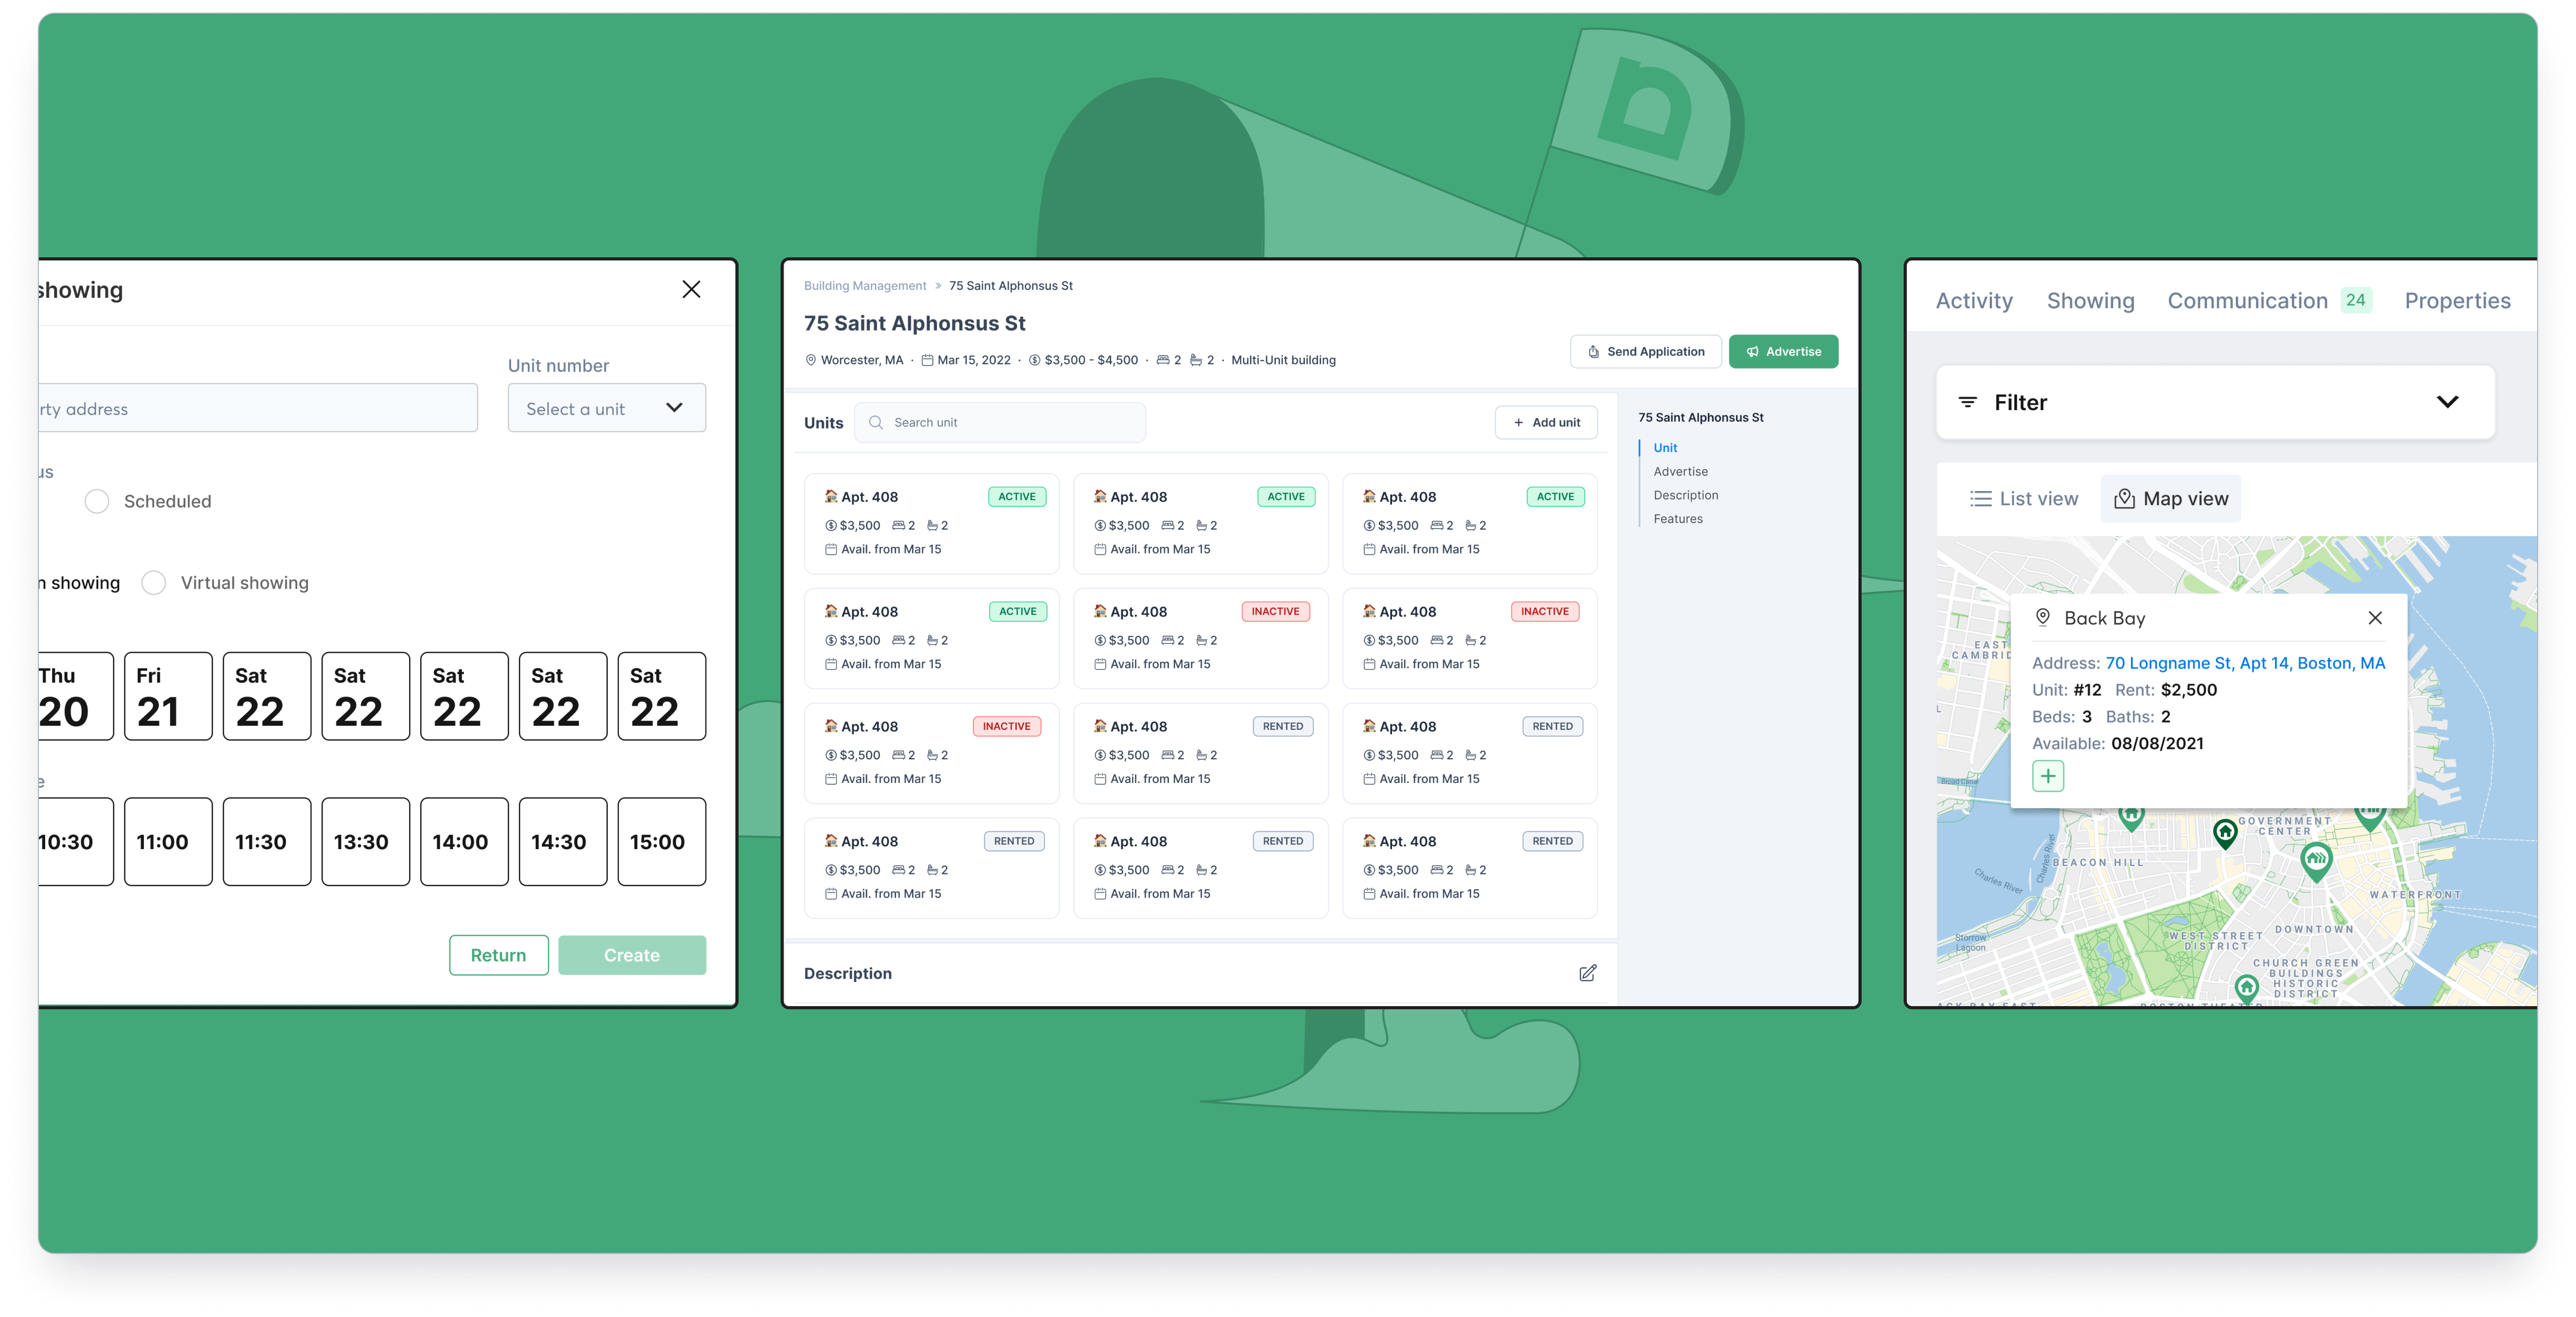 showing
Unit number
rty address
Select a unit
us
Scheduled
n showing
Virtual showing
Thu Fri Sat Sat Sat Sat Sat
20 21 22 22 22 22 22
e
10:30 11:00 11:30 13:30 14:00 14:30 15:00
Return Create
Building Management » 75 Saint Alphonsus St
75 Saint Alphonsus St
Worcester, MA · Mar 15, 2022 · $3,500 - $4,500 · 2 2 · Multi-Unit building
Send Application
Advertise
Units
Search unit
+ Add unit
Apt. 408 ACTIVE
$3,500 2 2
Avail. from Mar 15
Apt. 408 ACTIVE
$3,500 2 2
Avail. from Mar 15
Apt. 408 ACTIVE
$3,500 2 2
Avail. from Mar 15
Apt. 408 ACTIVE
$3,500 2 2
Avail. from Mar 15
Apt. 408 INACTIVE
$3,500 2 2
Avail. from Mar 15
Apt. 408 INACTIVE
$3,500 2 2
Avail. from Mar 15
Apt. 408 INACTIVE
$3,500 2 2
Avail. from Mar 15
Apt. 408 RENTED
$3,500 2 2
Avail. from Mar 15
Apt. 408 RENTED
$3,500 2 2
Avail. from Mar 15
Apt. 408 RENTED
$3,500 2 2
Avail. from Mar 15
Apt. 408 RENTED
$3,500 2 2
Avail. from Mar 15
Apt. 408 RENTED
$3,500 2 2
Avail. from Mar 15
Description
75 Saint Alphonsus St
Unit
Advertise
Description
Features
Activity Showing Communication 24 Properties
Filter
List view Map view
EAST
CAMBRID
Back Bay
Address: 70 Longname St, Apt 14, Boston, MA
Unit: #12 Rent: $2,500
Beds: 3 Baths: 2
Available: 08/08/2021
+
L
Broad Canal
GOVERNMENT
CENTER
BEACON HILL
Charles River
Charles River
WATERFRONT
Storrow
Lagoon
WEST STREET
DISTRICT
DOWNTOWN
CHURCH GREEN
BUILDINGS
HISTORIC
DISTRICT